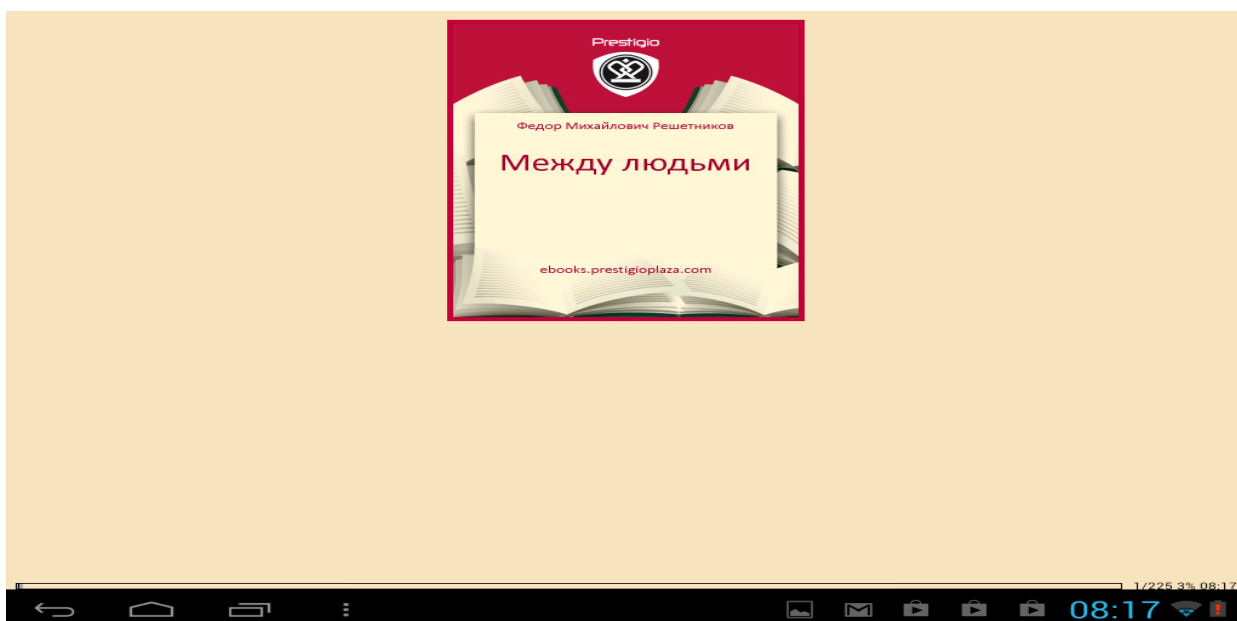 Prestigio
Федор Михайлович Решетников
Между людьми
ebooks.prestigioplaza.com
1/225 3% 08:17
08:17